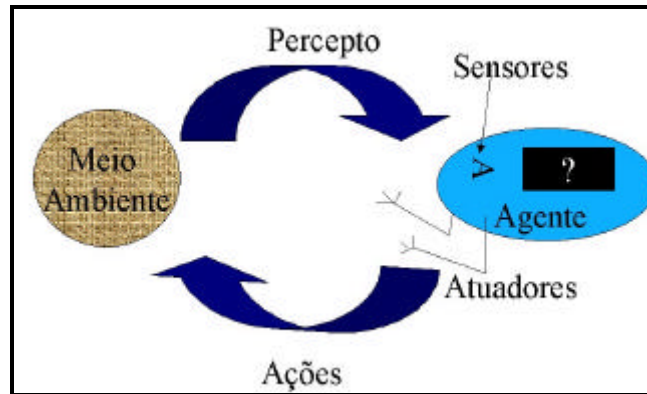 Percepto
Sensores
Meio
Ambiente
A
?
Agente
Atuadores
Ações